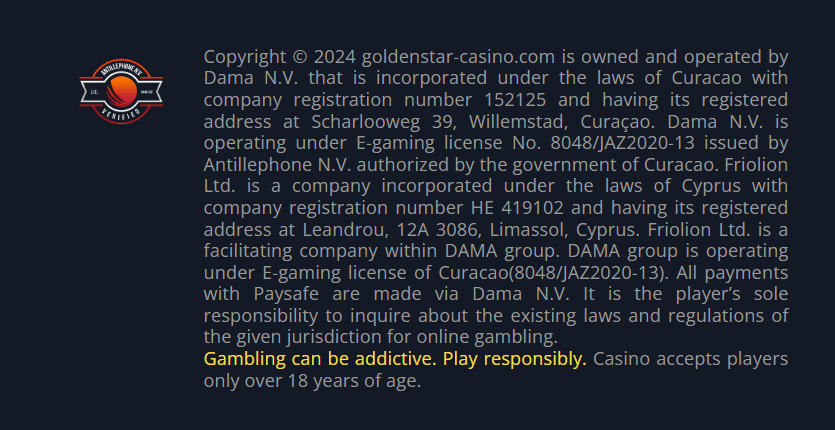 ANTILLEPHONE N.V.
LIC.
VERIFIED
Copyright © 2024 goldenstar-casino.com is owned and operated by
Dama N.V. that is incorporated under the laws of Curacao with
company registration number 152125 and having its registered
address at Scharlooweg 39, Willemstad, Curaçao. Dama N.V. is
operating under E-gaming license No. 8048/JAZ2020-13 issued by
Antillephone N.V. authorized by the government of Curacao. Friolion
Ltd. is a company incorporated under the laws of Cyprus with
company registration number HE 419102 and having its registered
address at Leandrou, 12A 3086, Limassol, Cyprus. Friolion Ltd. is a
facilitating company within DAMA group. DAMA group is operating
under E-gaming license of Curacao(8048/JAZ2020-13). All payments
with Paysafe are made via Dama N.V. It is the player’s sole
responsibility to inquire about the existing laws and regulations of
the given jurisdiction for online gambling.
Gambling can be addictive. Play responsibly. Casino accepts players
only over 18 years of age.